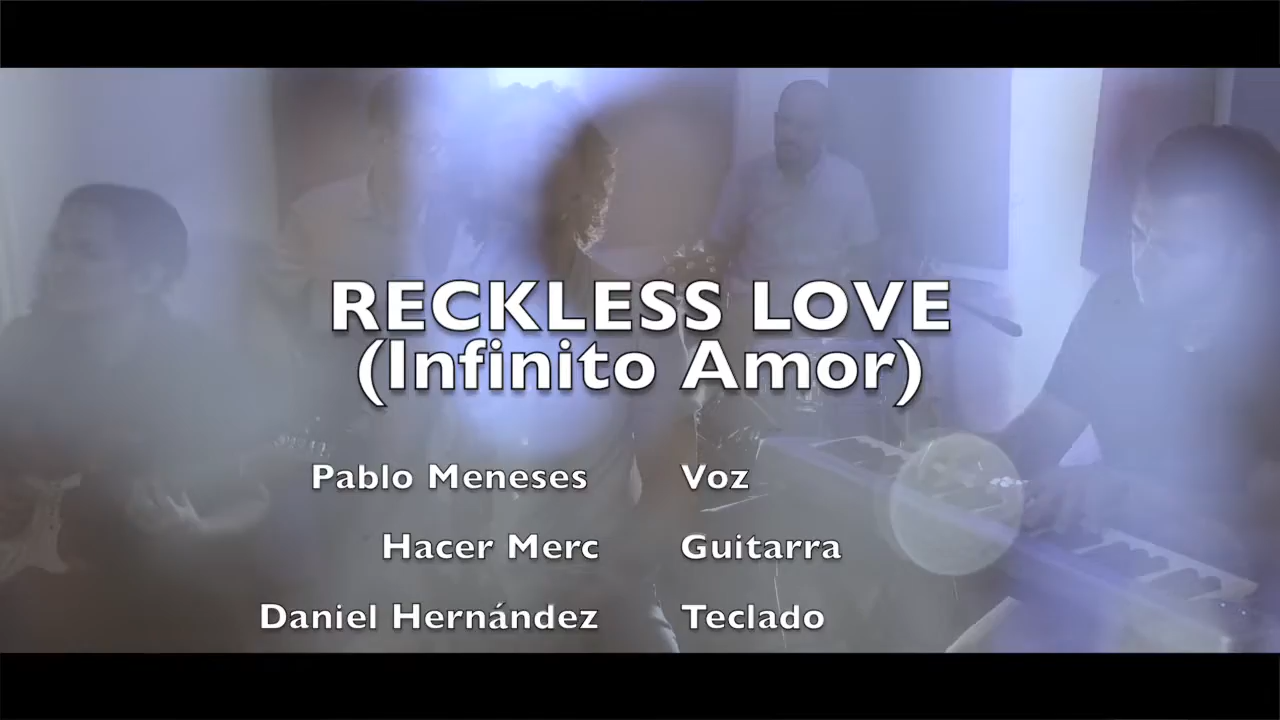 RECKLESS LOVE
(Infinito Amor)
Pablo Meneses Voz
Hacer Merc Guitarra
Daniel Hernández Teclado